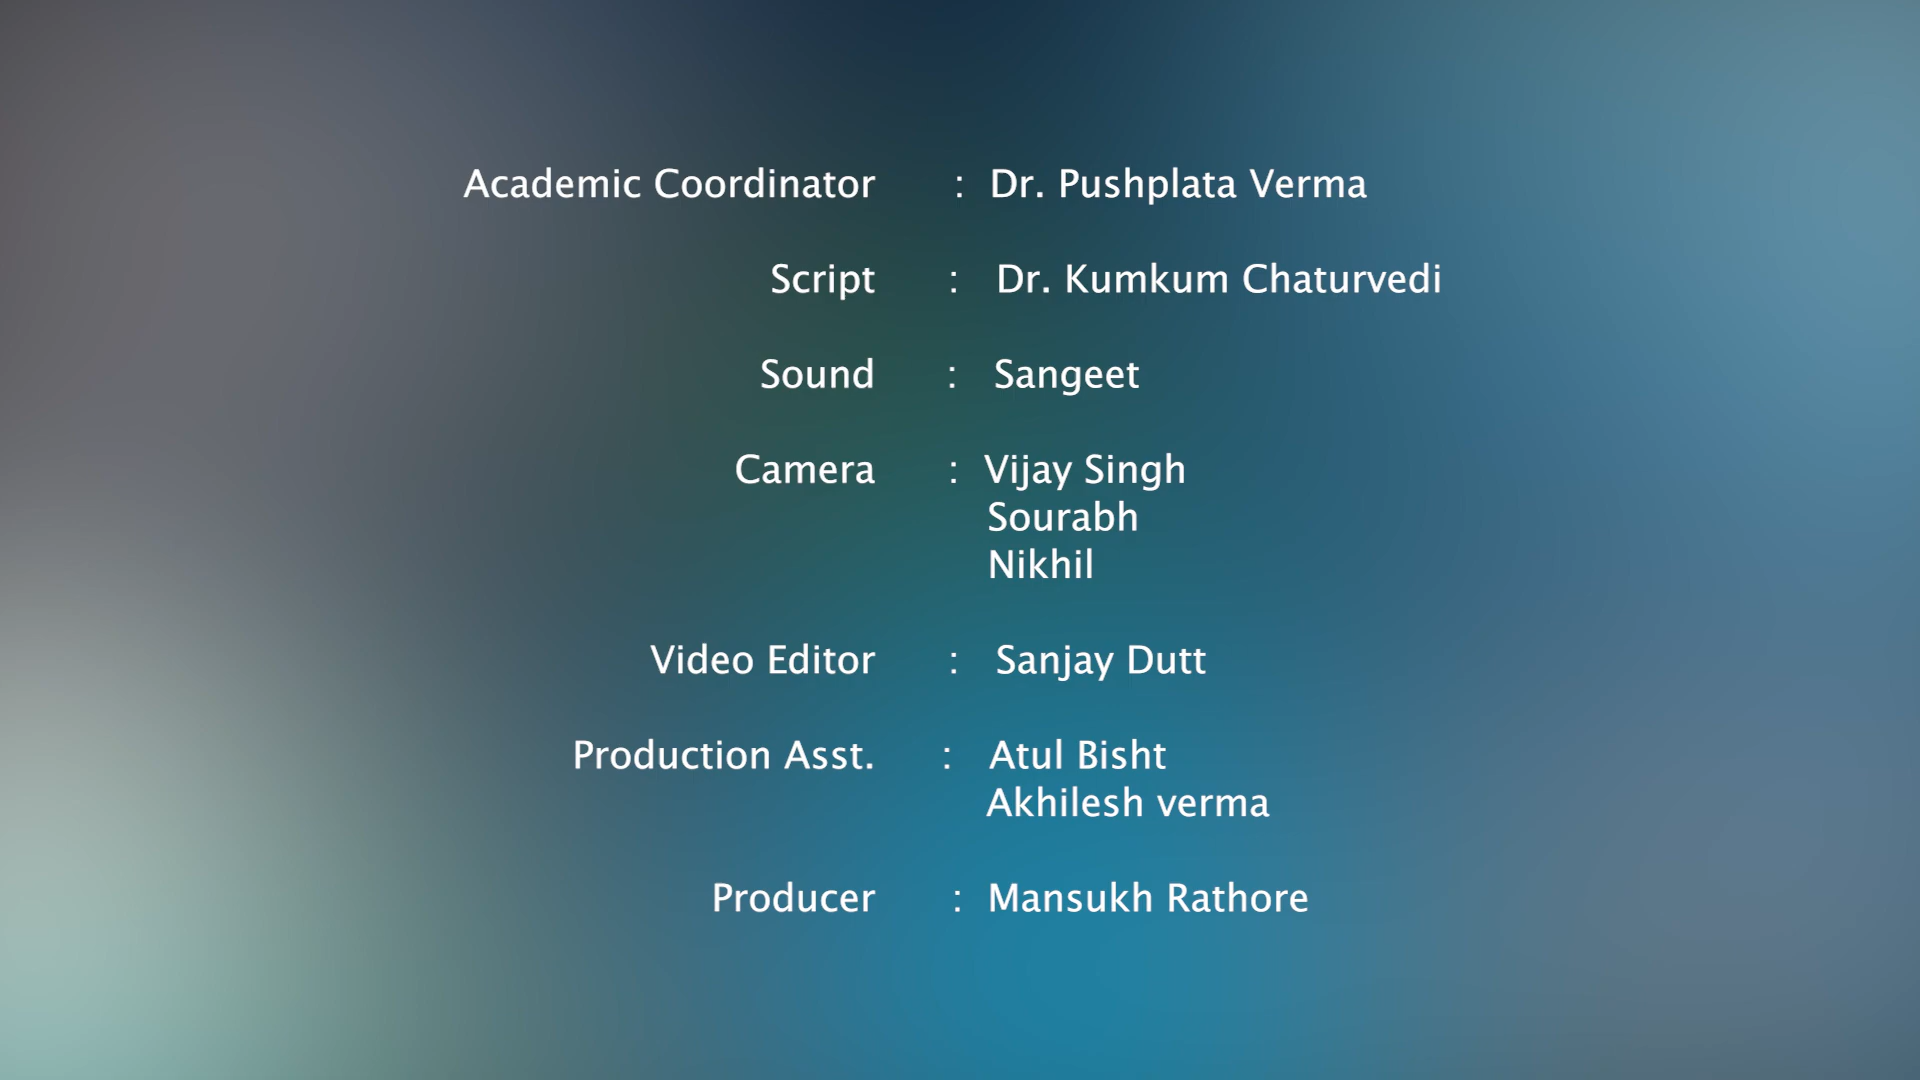 Academic Coordinator : Dr. Pushplata Verma
Script : Dr. Kumkum Chaturvedi
Sound : Sangeet
Camera : Vijay Singh
Sourabh
Nikhil
Video Editor : Sanjay Dutt
Production Asst. : Atul Bisht
Akhilesh verma
Producer : Mansukh Rathore